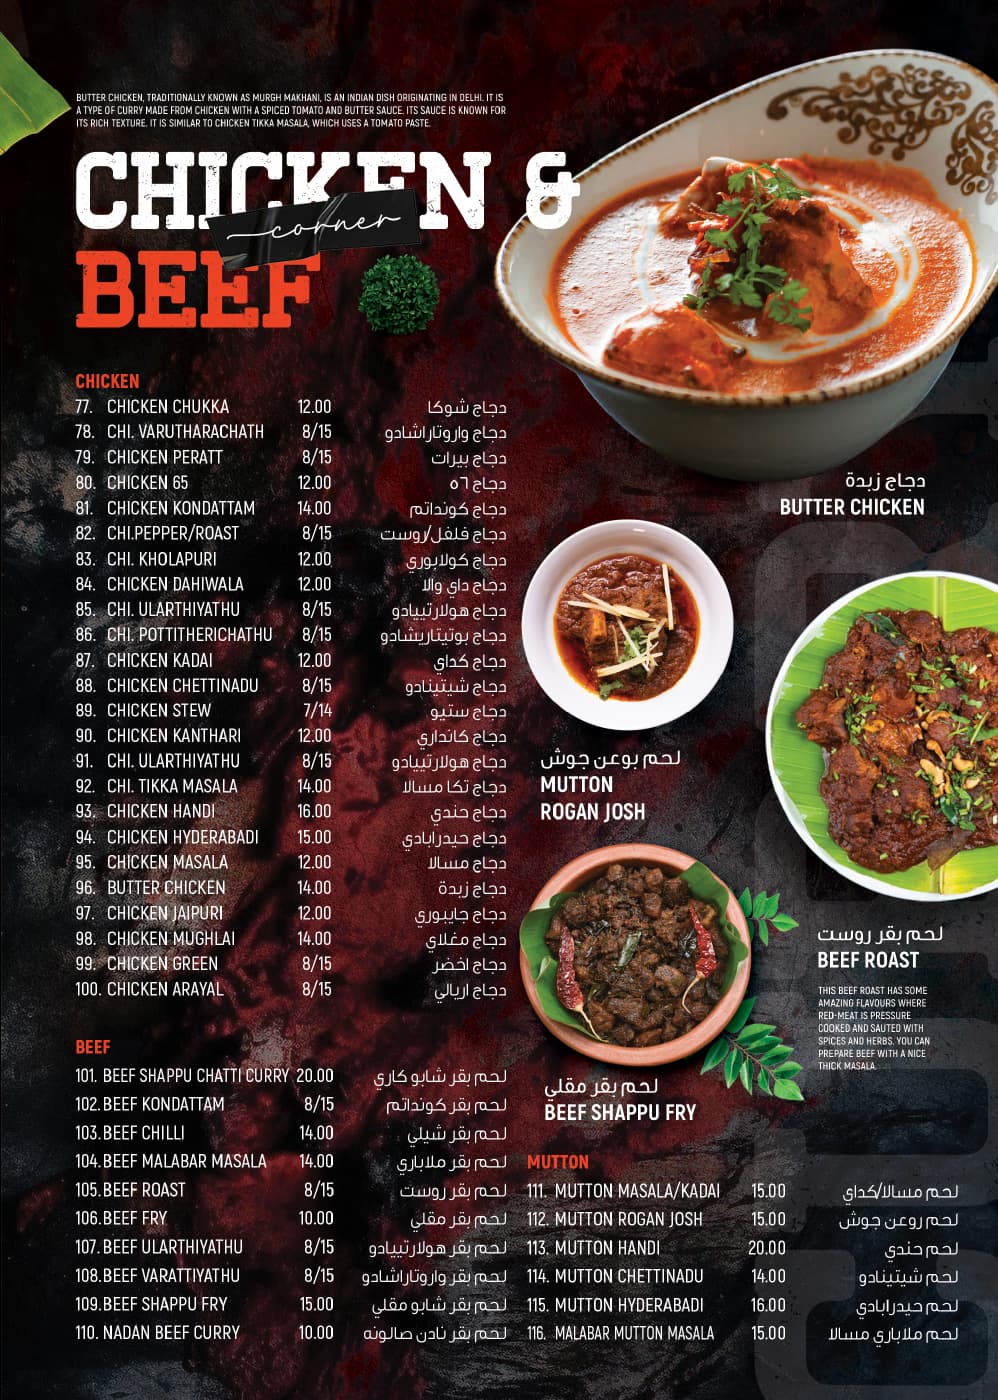 BUTTER CHICKEN, TRADITIONALLY KNOWN AS MURGH MAKHANI, IS AN INDIAN DISH ORIGINATING IN DELHI. IT IS
A TYPE OF CURRY MADE FROM CHICKEN WITH A SPICED TOMATO AND BUTTER SAUCE. ITS SAUCE IS KNOWN FOR
ITS RICH TEXTURE. IT IS SIMILAR TO CHICKEN TIKKA MASALA, WHICH USES A TOMATO PASTE.
CHICKEN &
corner
BEEF
CHICKEN
77. CHICKEN CHUKKA 12.00 دجاج شوكا
78. CHI. VARUTHARACHATH 8/15 دجاج واروتاراشادو
79. CHICKEN PERATT 8/15 دجاج بيرات
80. CHICKEN 65 12.00 دجاج ٥٦
81. CHICKEN KONDATTAM 14.00 دجاج كونداتم
82. CHI.PEPPER/ROAST 8/15 دجاج فلفل/روست
83. CHI. KHOLAPURI 12.00 دجاج كولابوري
84. CHICKEN DAHIWALA 12.00 دجاج داي والا
85. CHI. ULARTHIYATHU 8/15 دجاج هولارتييادو
86. CHI. POTTITHERICHATHU 8/15 دجاج بوتيتاريشادو
87. CHICKEN KADAI 12.00 دجاج كداي
88. CHICKEN CHETTINADU 8/15 دجاج شيتينادو
89. CHICKEN STEW 7/14 دجاج ستيو
90. CHICKEN KANTHARI 12.00 دجاج كانداري
91. CHI. ULARTHIYATHU 8/15 دجاج هولارتييادو
92. CHI. TIKKA MASALA 14.00 دجاج تكا مسالا
93. CHICKEN HANDI 16.00 دجاج حندي
94. CHICKEN HYDERABADI 15.00 دجاج حيدرابادي
95. CHICKEN MASALA 12.00 دجاج مسالا
96. BUTTER CHICKEN 14.00 دجاج زبدة
97. CHICKEN JAIPURI 12.00 دجاج جايبوري
98. CHICKEN MUGHLAI 14.00 دجاج مغلاي
99. CHICKEN GREEN 8/15 دجاج اخضر
100. CHICKEN ARAYAL 8/15 دجاج اريالي
دجاج زبدة
BUTTER CHICKEN
لحم بوعن جوش
MUTTON
ROGAN JOSH
لحم بقر روست
BEEF ROAST
THIS BEEF ROAST HAS SOME
AMAZING FLAVOURS WHERE
RED-MEAT IS PRESSURE
COOKED AND SAUTED WITH
SPICES AND HERBS. YOU CAN
PREPARE BEEF WITH A NICE
THICK MASALA.
لحم بقر مقلي
BEEF SHAPPU FRY
BEEF
101. BEEF SHAPPU CHATTI CURRY 20.00 لحم بقر شابو كاري
102. BEEF KONDATTAM 8/15 لحم بقر كونداتم
103. BEEF CHILLI 14.00 لحم بقر شيلي
104. BEEF MALABAR MASALA 14.00 لحم بقر ملاباري
105. BEEF ROAST 8/15 لحم بقر روست
106. BEEF FRY 10.00 لحم بقر مقلي
107. BEEF ULARTHIYATHU 8/15 لحم بقر هولارتييادو
108. BEEF VARATTIYATHU 8/15 لحم بقر واروتاراشادو
109. BEEF SHAPPU FRY 15.00 لحم بقر شابو مقلي
110. NADAN BEEF CURRY 10.00 لحم بقر نادن صالونه
MUTTON
111. MUTTON MASALA/KADAI 15.00 لحم مسالا/كداي
112. MUTTON ROGAN JOSH 15.00 لحم روعن جوش
113. MUTTON HANDI 20.00 لحم حندي
114. MUTTON CHETTINADU 14.00 لحم شيتينادو
115. MUTTON HYDERABADI 16.00 لحم حيدرابادي
116. MALABAR MUTTON MASALA 15.00 لحم ملاباري مسالا